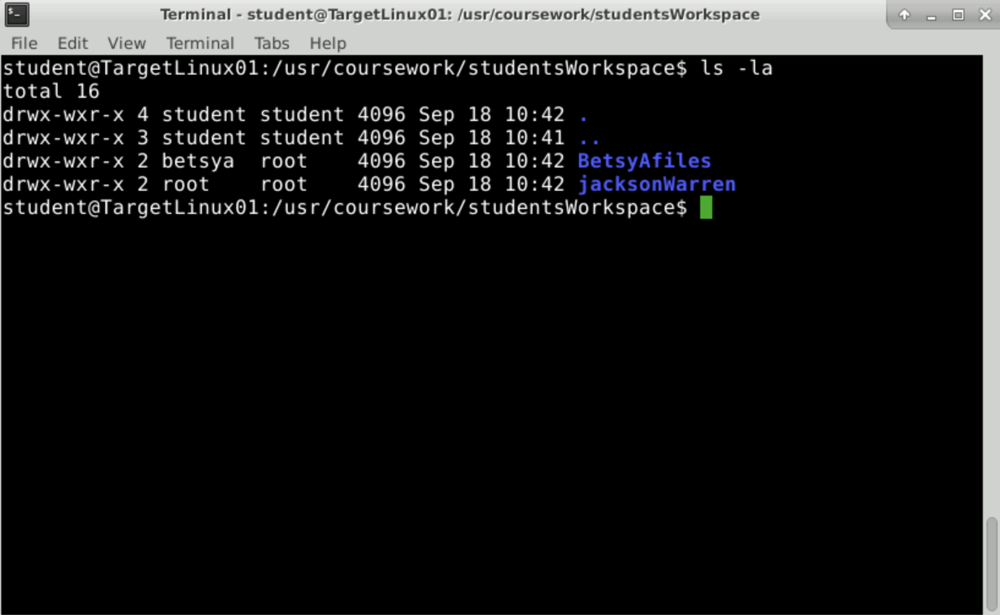 Terminal - student@TargetLinux01: /usr/coursework/studentsWorkspace
File Edit View Terminal Tabs Help
student@TargetLinux01:/usr/coursework/studentsWorkspace$ ls -la
total 16
drwx-wxr-x 4 student student 4096 Sep 18 10:42 .
drwx-wxr-x 3 student student 4096 Sep 18 10:41 ..
drwx-wxr-x 2 betsya  root    4096 Sep 18 10:42 BetsyAfiles
drwx-wxr-x 2 root    root    4096 Sep 18 10:42 jacksonWarren
student@TargetLinux01:/usr/coursework/studentsWorkspace$